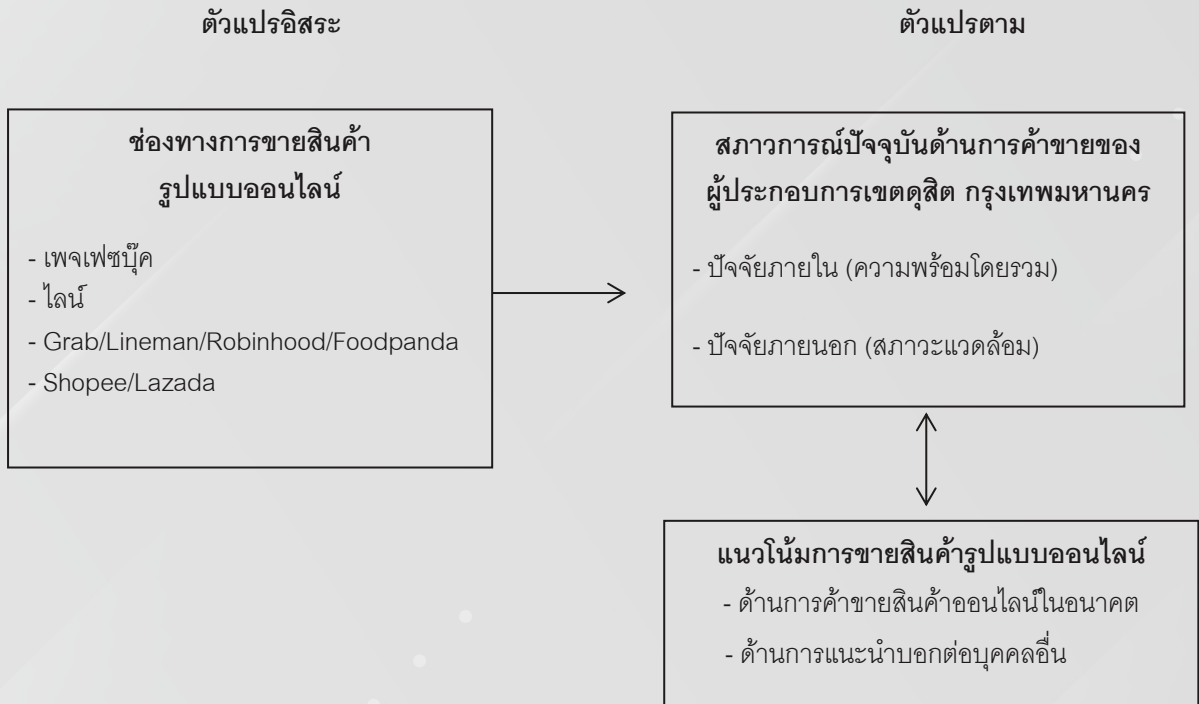 ตัวแปรอิสระ
ตัวแปรตาม
ช่องทางการขายสินค้า
รูปแบบออนไลน์
- เพจเฟซบุ๊ค
- ไลน์
- Grab/Lineman/Robinhood/Foodpanda
- Shopee/Lazada
สภาวการณ์ปัจจุบันด้านการค้าขายของ
ผู้ประกอบการเขตดุสิต กรุงเทพมหานคร
- ปัจจัยภายใน (ความพร้อมโดยรวม)
- ปัจจัยภายนอก (สภาวะแวดล้อม)
แนวโน้มการขายสินค้ารูปแบบออนไลน์
- ด้านการค้าขายสินค้าออนไลน์ในอนาคต
- ด้านการแนะนำบอกต่อบุคคลอื่น